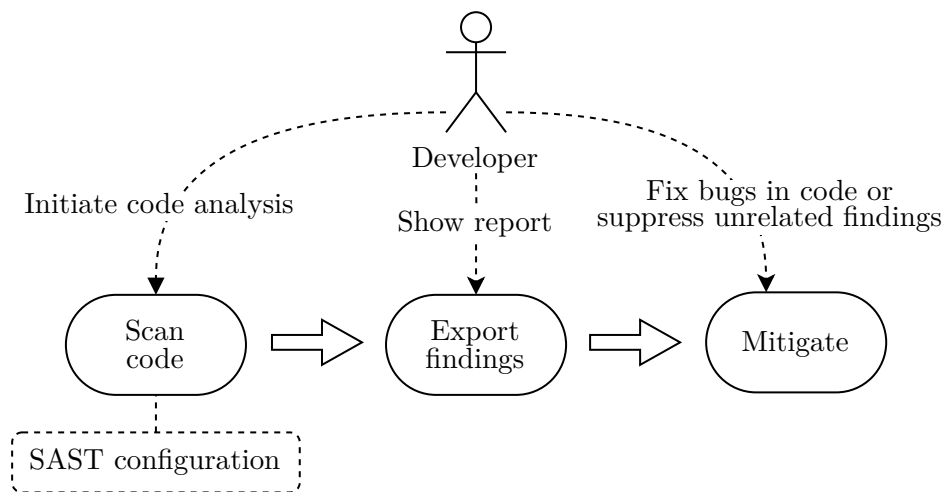 Developer
Initiate code analysis
Show report
Fix bugs in code or
suppress unrelated findings
Scan
code
Export
findings
Mitigate
SAST configuration